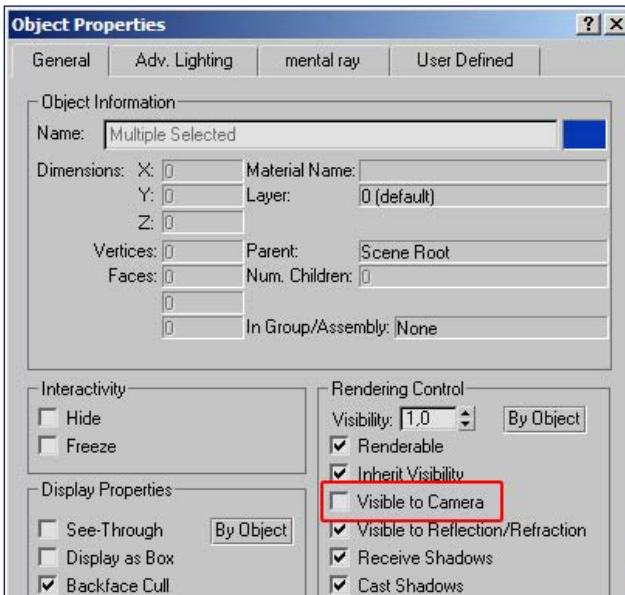 Object Properties
General Adv. Lighting mental ray User Defined
Object Information
Name: Multiple Selected
Dimensions: X: 0 Material Name:
Y: 0 Layer: 0 (default)
Z: 0
Vertices: 0 Parent: Scene Root
Faces: 0 Num. Children: 0
0
0 In Group/Assembly: None
Interactivity
Hide
Freeze
Display Properties
See-Through By Object
Display as Box
Backface Cull
Rendering Control
Visibility: 1,0 By Object
Renderable
Inherit Visibility
Visible to Camera
Visible to Reflection/Refraction
Receive Shadows
Cast Shadows